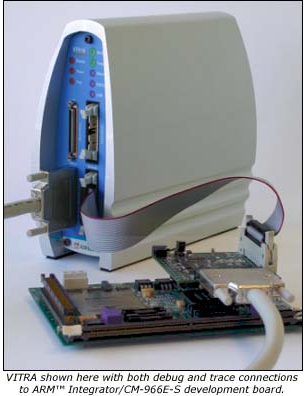 VITRA shown here with both debug and trace connections
to ARM™ Integrator/CM-966E-S development board.